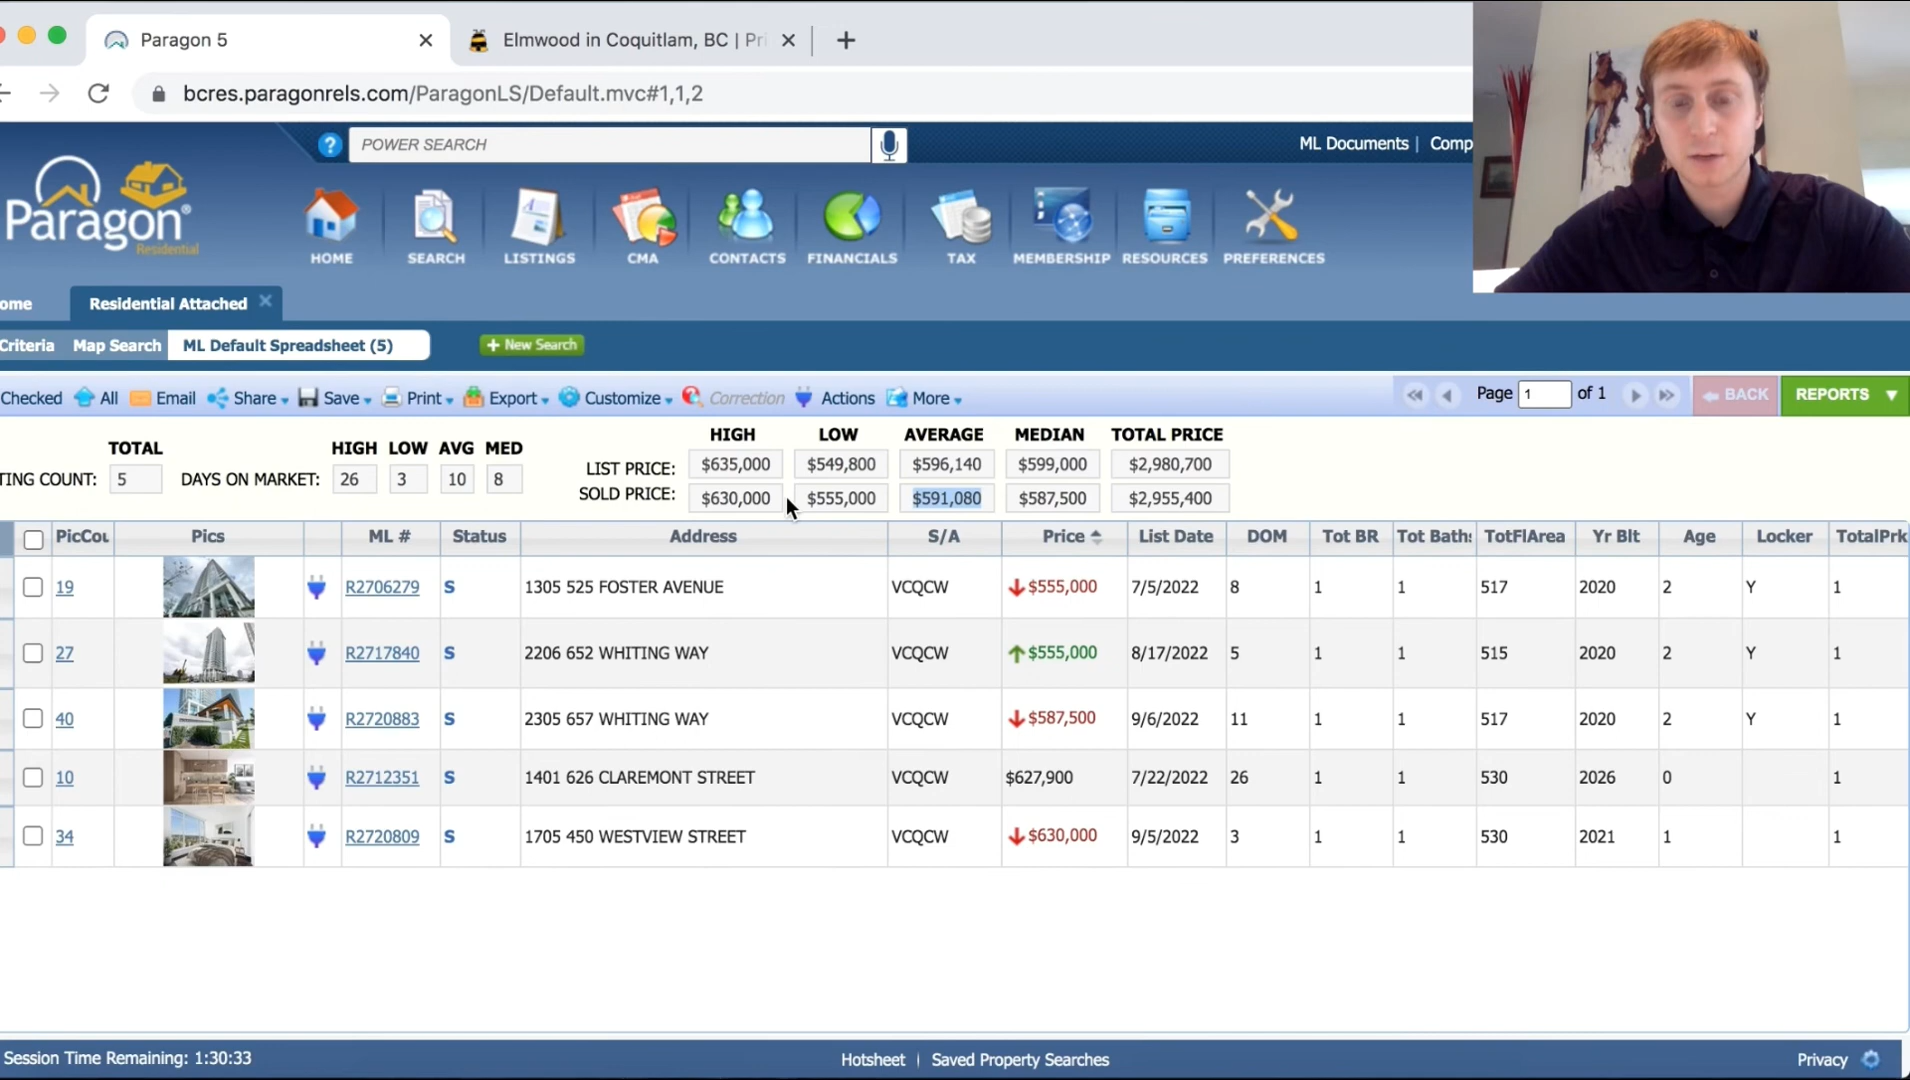 Paragon 5
Elmwood in Coquitlam, BC | Pri
bcres.paragonrels.com/ParagonLS/Default.mvc#1,1,2
POWER SEARCH
ML Documents |
Comp
Paragon®
Residential
HOME SEARCH LISTINGS CMA CONTACTS FINANCIALS TAX MEMBERSHIP RESOURCES PREFERENCES
ome Residential Attached
Criteria Map Search ML Default Spreadsheet (5) + New Search
Checked All Email Share Save Print Export Customize Correction Actions More Page 1 of 1 BACK REPORTS
HIGH LOW AVERAGE MEDIAN TOTAL PRICE
TOTAL HIGH LOW AVG MED
LIST PRICE: $635,000 $549,800 $596,140 $599,000 $2,980,700
TING COUNT: 5 DAYS ON MARKET: 26 3 10 8
SOLD PRICE: $630,000 $555,000 $591,080 $587,500 $2,955,400
PicCou Pics ML # Status Address S/A Price List Date DOM Tot BR Tot Baths TotFlArea Yr Blt Age Locker TotalPrk
19 R2706279 S 1305 525 FOSTER AVENUE VCQCW $555,000 7/5/2022 8 1 1 517 2020 2 Y 1
27 R2717840 S 2206 652 WHITING WAY VCQCW $555,000 8/17/2022 5 1 1 515 2020 2 Y 1
40 R2720883 S 2305 657 WHITING WAY VCQCW $587,500 9/6/2022 11 1 1 517 2020 2 Y 1
10 R2712351 S 1401 626 CLAREMONT STREET VCQCW $627,900 7/22/2022 26 1 1 530 2026 0 1
34 R2720809 S 1705 450 WESTVIEW STREET VCQCW $630,000 9/5/2022 3 1 1 530 2021 1 1
Session Time Remaining: 1:30:33 Hotsheet | Saved Property Searches Privacy